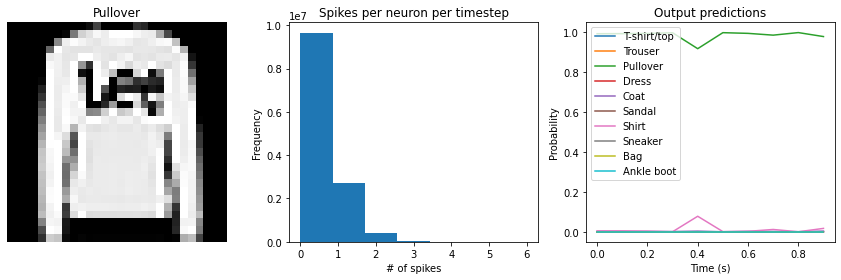 Pullover
Spikes per neuron per timestep
1e7
Frequency
1.0
0.8
0.6
0.4
0.2
0.0
0 1 2 3 4 5 6
# of spikes
Output predictions
Probability
1.0
0.8
0.6
0.4
0.2
0.0
T-shirt/top
Trouser
Pullover
Dress
Coat
Sandal
Shirt
Sneaker
Bag
Ankle boot
0.0 0.2 0.4 0.6 0.8
Time (s)